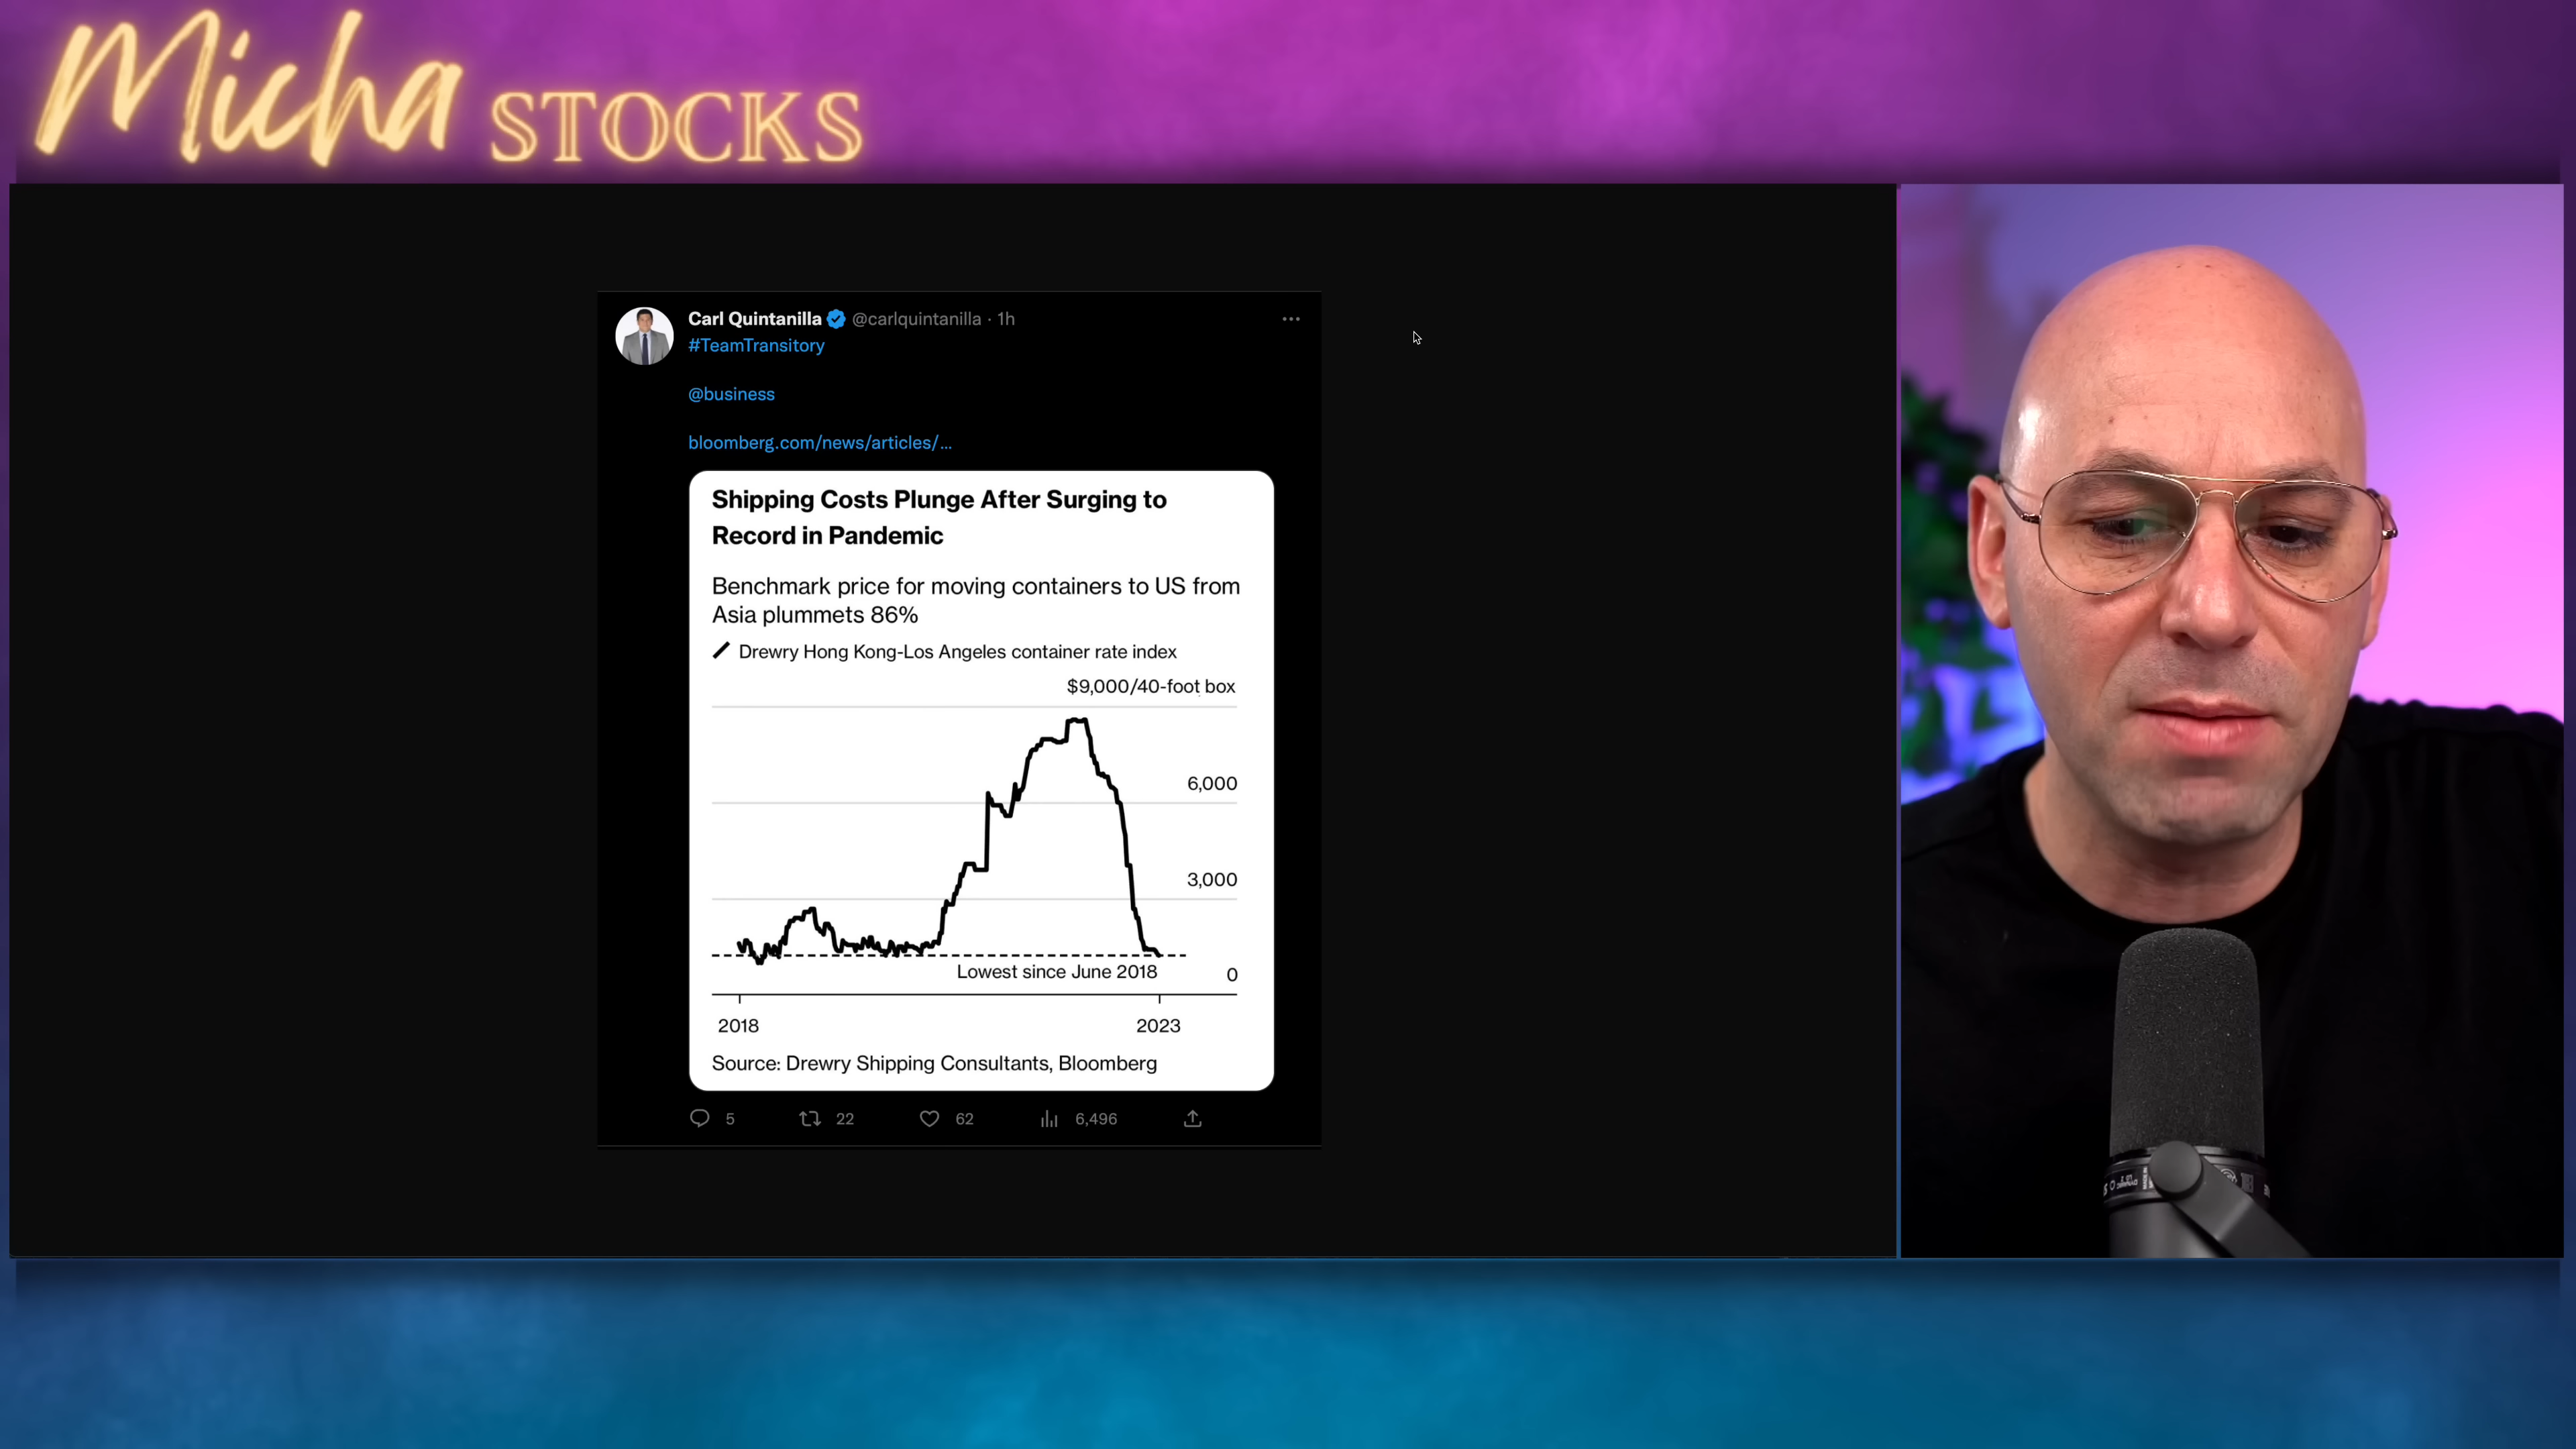 Micha STOCKS
Carl Quintanilla @carlquintanilla · 1h
#TeamTransitory
@business
bloomberg.com/news/articles/...
Shipping Costs Plunge After Surging to
Record in Pandemic
Benchmark price for moving containers to US from
Asia plummets 86%
Drewry Hong Kong-Los Angeles container rate index
$9,000/40-foot box
6,000
3,000
Lowest since June 2018
0
2018 2023
Source: Drewry Shipping Consultants, Bloomberg
5 22 62 6,496